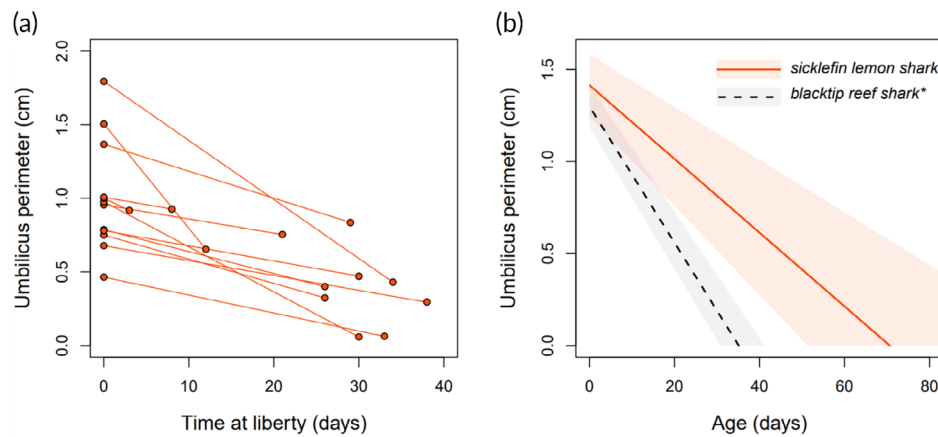 (a)
2.0
1.5
1.0
0.5
0.0
Umbilicus perimeter (cm)
0 10 20 30 40
Time at liberty (days)
(b)
1.5
1.0
0.5
0.0
Umbilicus perimeter (cm)
sicklefin lemon shark
blacktip reef shark*
0 20 40 60 80
Age (days)